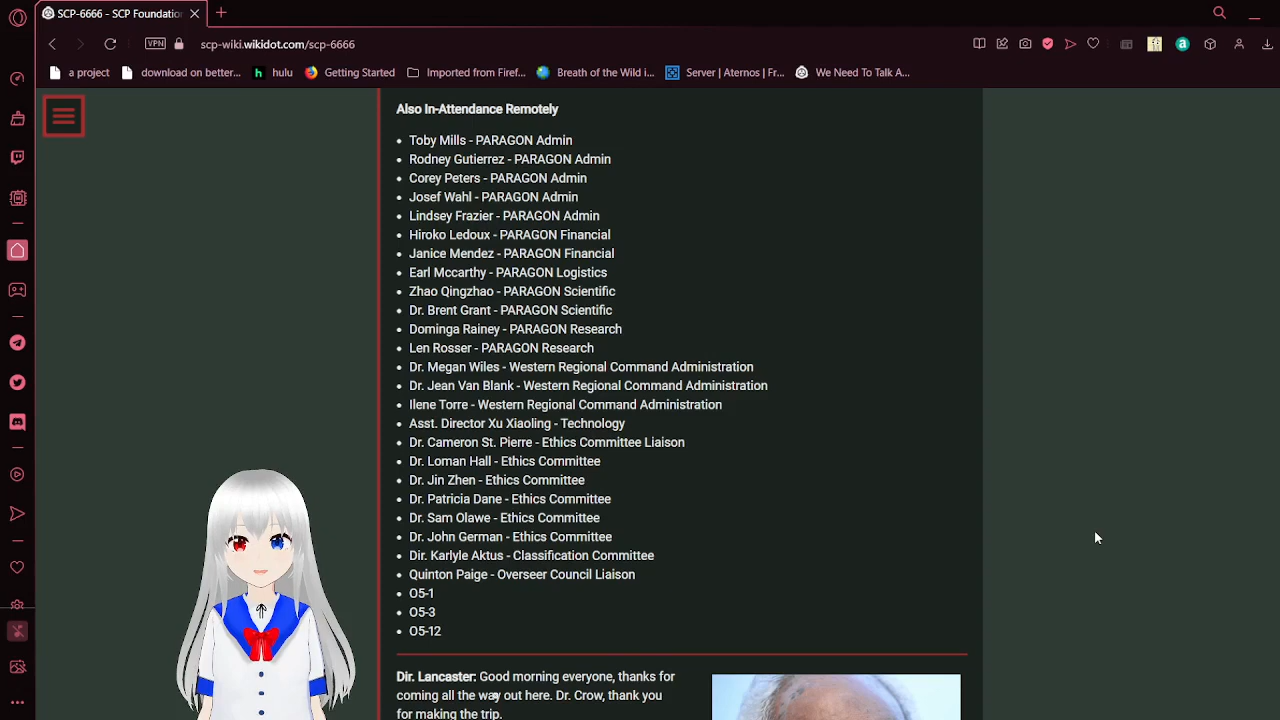 SCP-6666 - SCP Foundation
VPN
scp-wiki.wikidot.com/scp-6666
a project
download on better...
h
hulu
Getting Started
Imported from Firef...
Breath of the Wild i...
Server | Aternos | Fr...
We Need To Talk A...
a
Also In-Attendance Remotely
Toby Mills - PARAGON Admin
Rodney Gutierrez - PARAGON Admin
Corey Peters - PARAGON Admin
Josef Wahl - PARAGON Admin
Lindsey Frazier - PARAGON Admin
Hiroko Ledoux - PARAGON Financial
Janice Mendez - PARAGON Financial
Earl Mccarthy - PARAGON Logistics
Zhao Qingzhao - PARAGON Scientific
Dr. Brent Grant - PARAGON Scientific
Dominga Rainey - PARAGON Research
Len Rosser - PARAGON Research
Dr. Megan Wiles - Western Regional Command Administration
Dr. Jean Van Blank - Western Regional Command Administration
Ilene Torre - Western Regional Command Administration
Asst. Director Xu Xiaoling - Technology
Dr. Cameron St. Pierre - Ethics Committee Liaison
Dr. Loman Hall - Ethics Committee
Dr. Jin Zhen - Ethics Committee
Dr. Patricia Dane - Ethics Committee
Dr. Sam Olawe - Ethics Committee
Dr. John German - Ethics Committee
Dir. Karlyle Aktus - Classification Committee
Quinton Paige - Overseer Council Liaison
O5-1
O5-3
O5-12
Dir. Lancaster: Good morning everyone, thanks for
coming all the way out here. Dr. Crow, thank you
for making the trip.